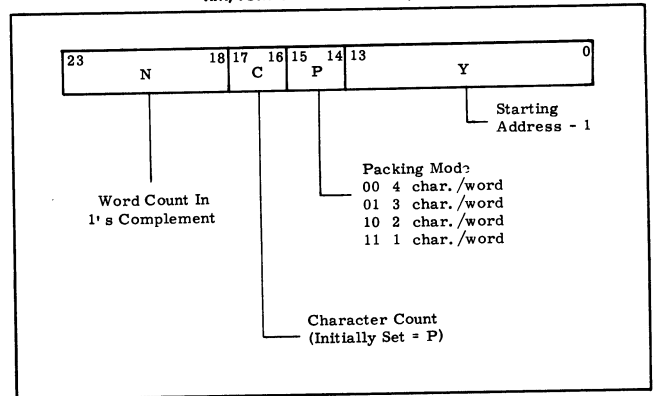 23 N 18 17 C 16 15 P 14 13 Y 0
Starting
Address - 1
Packing Mode
00 4 char./word
01 3 char./word
10 2 char./word
11 1 char./word
Word Count In
1's Complement
Character Count
(Initially Set = P)